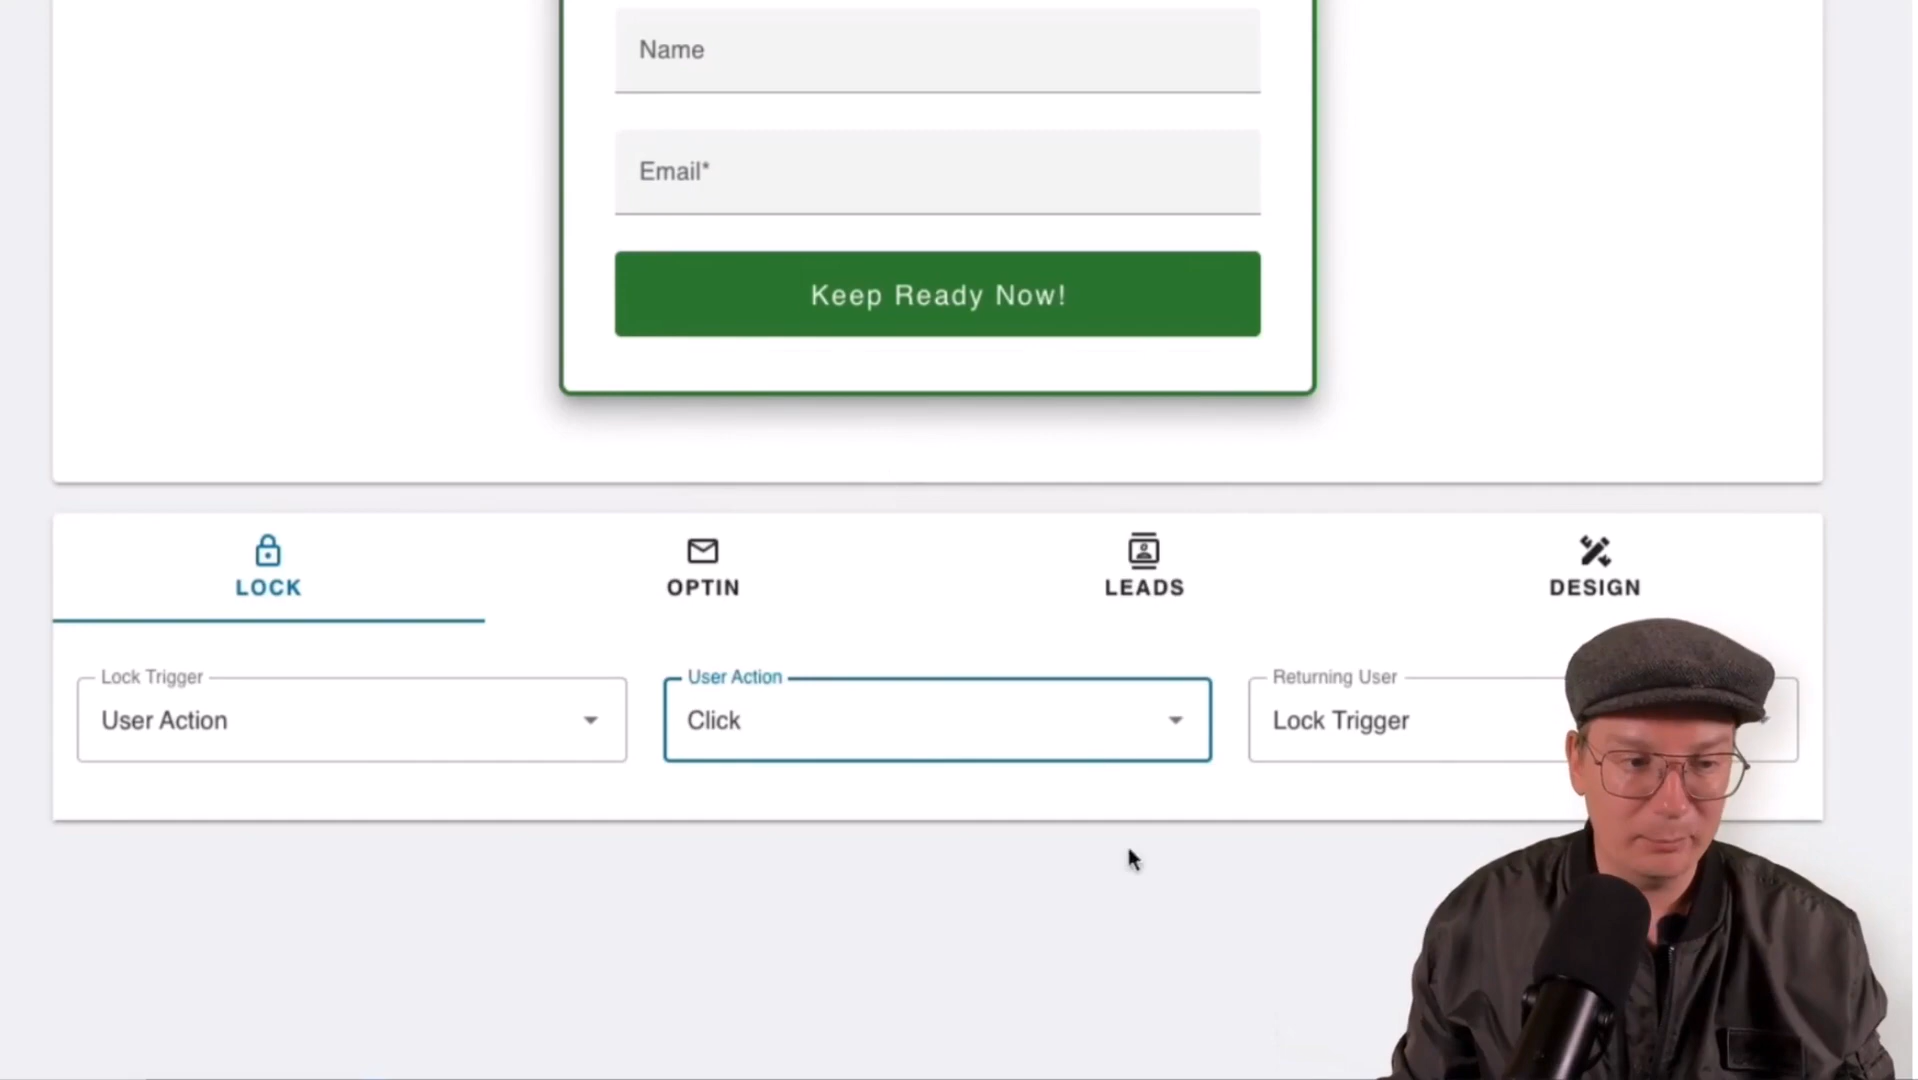 Name
Email*
Keep Ready Now!
LOCK
OPTIN
LEADS
DESIGN
Lock Trigger
User Action
Returning User
User Action
Click
Lock Trigger